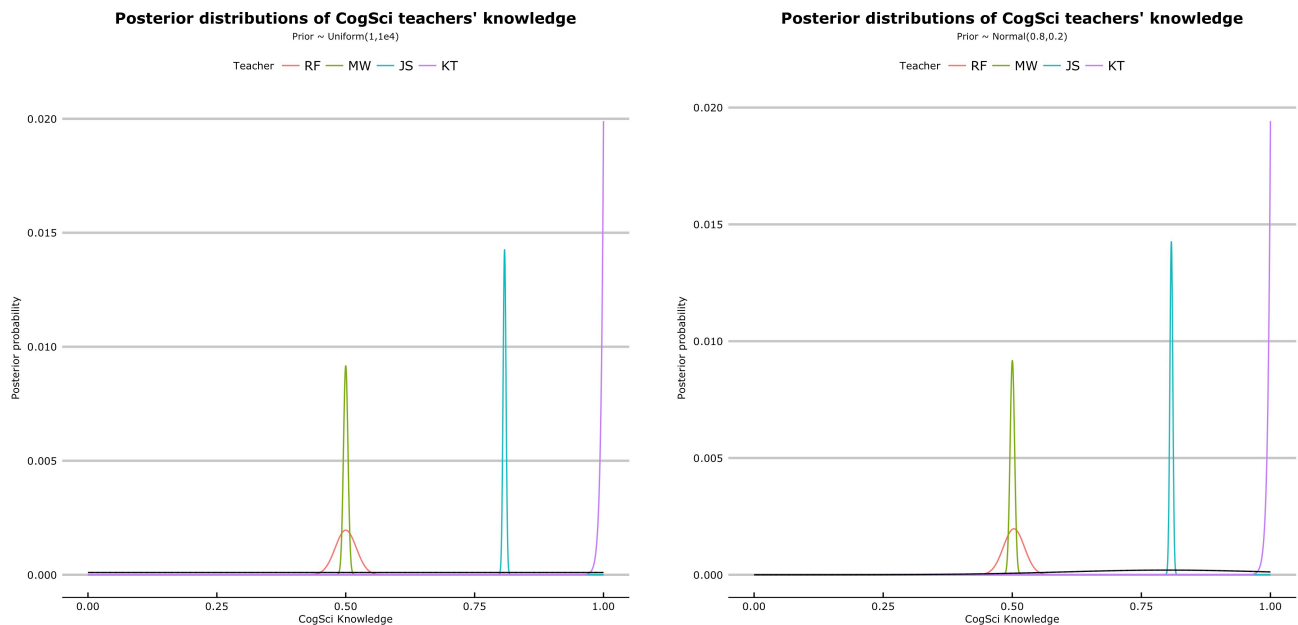 Posterior distributions of CogSci teachers' knowledge
Prior ~ Uniform(1,1e4)
Teacher RF MW JS KT
0.020
0.015
0.010
0.005
0.000
Posterior probability
0.00 0.25 0.50 0.75 1.00
CogSci Knowledge
Posterior distributions of CogSci teachers' knowledge
Prior ~ Normal(0.8,0.2)
Teacher RF MW JS KT
0.020
0.015
0.010
0.005
0.000
Posterior probability
0.00 0.25 0.50 0.75 1.00
CogSci Knowledge